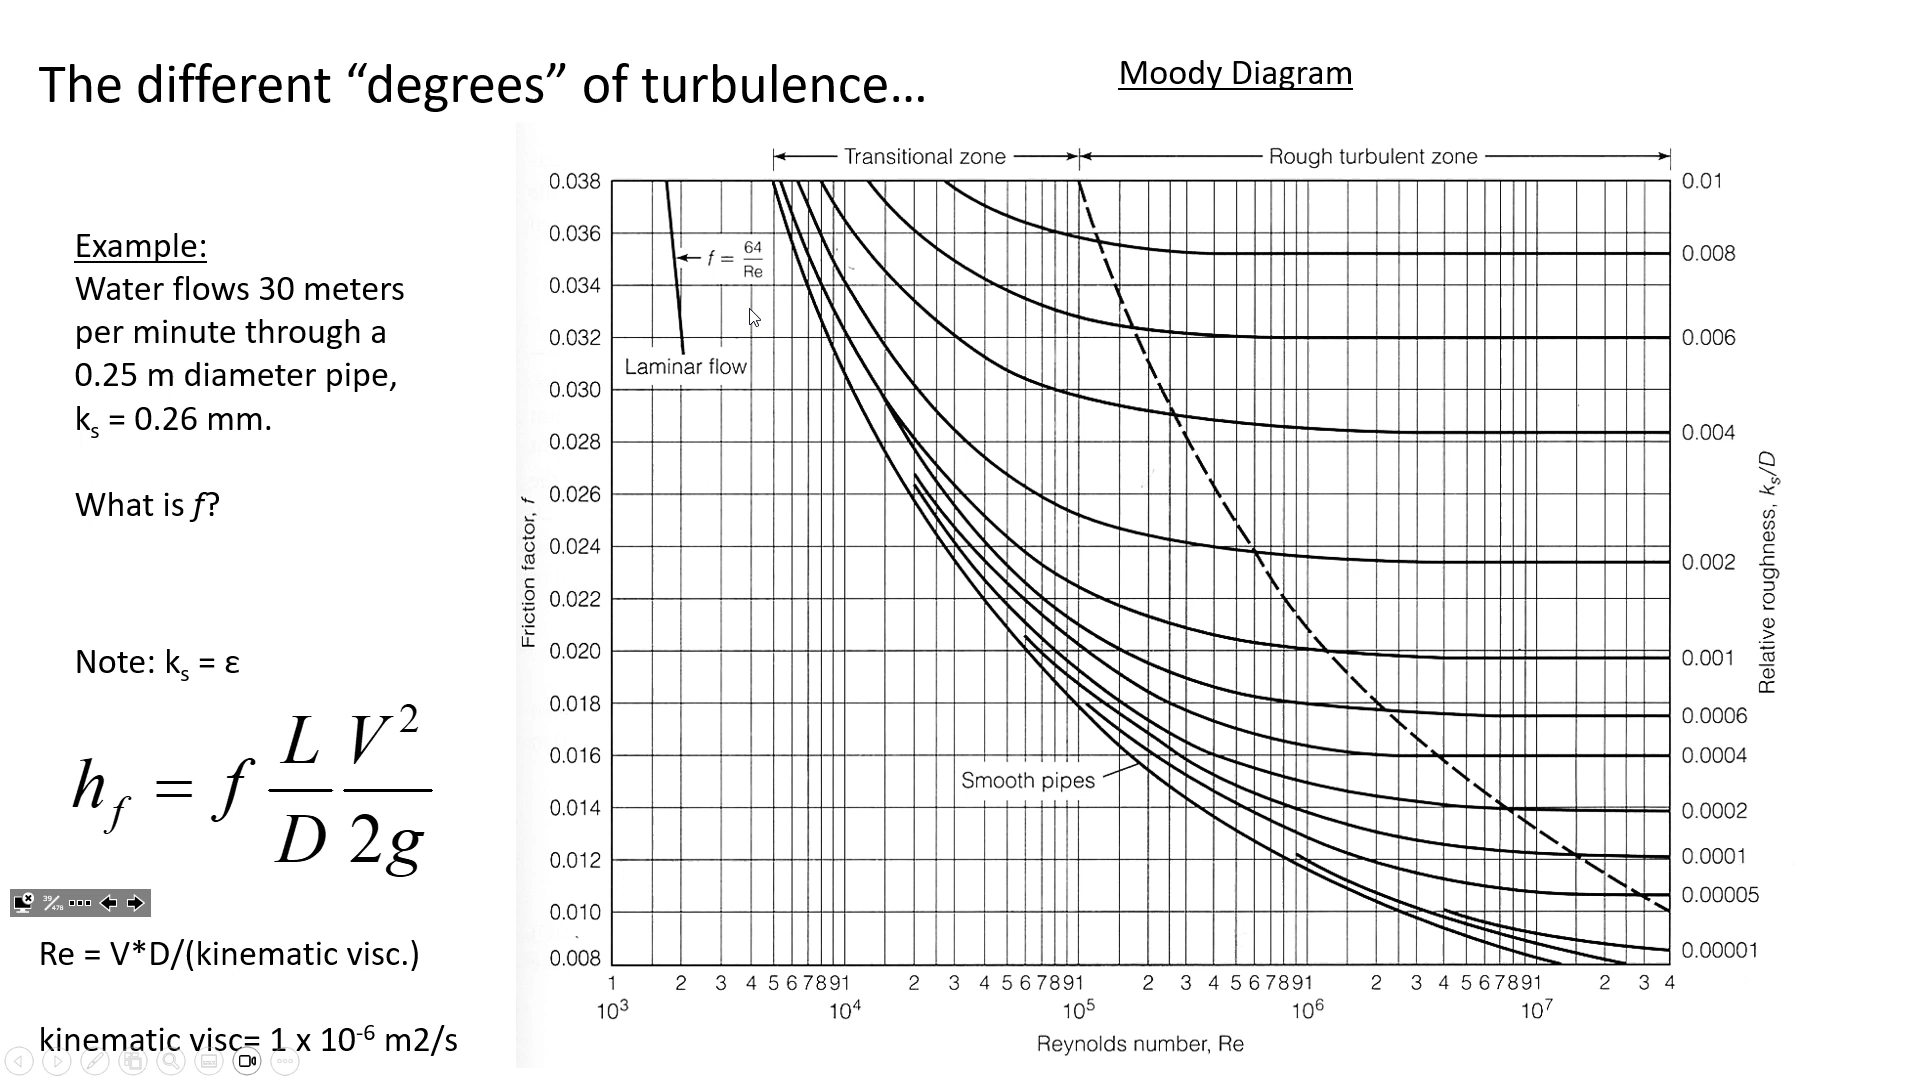 The different “degrees” of turbulence…
Moody Diagram
Example:
Water flows 30 meters
per minute through a
0.25 m diameter pipe,
ks = 0.26 mm.
What is f?
Note: ks = ε
hf = f L/D V²/2g
Re = V*D/(kinematic visc.)
kinematic visc= 1 x 10-6 m2/s
39/478
Transitional zone
Rough turbulent zone
0.038
0.036
0.034
0.032
0.030
0.028
0.026
0.024
0.022
0.020
0.018
0.016
0.014
0.012
0.010
0.008
Friction factor, f
f = 64/Re
Laminar flow
Smooth pipes
0.01
0.008
0.006
0.004
0.002
0.001
0.0006
0.0004
0.0002
0.0001
0.00005
0.00001
Relative roughness, ks/D
1 2 3 4 5 6 7 8 9 1 2 3 4 5 6 7 8 9 1 2 3 4 5 6 7 8 9 1 2 3 4 5 6 7 8 9 1 2 3 4
10³ 10⁴ 10⁵ 10⁶ 10⁷
Reynolds number, Re